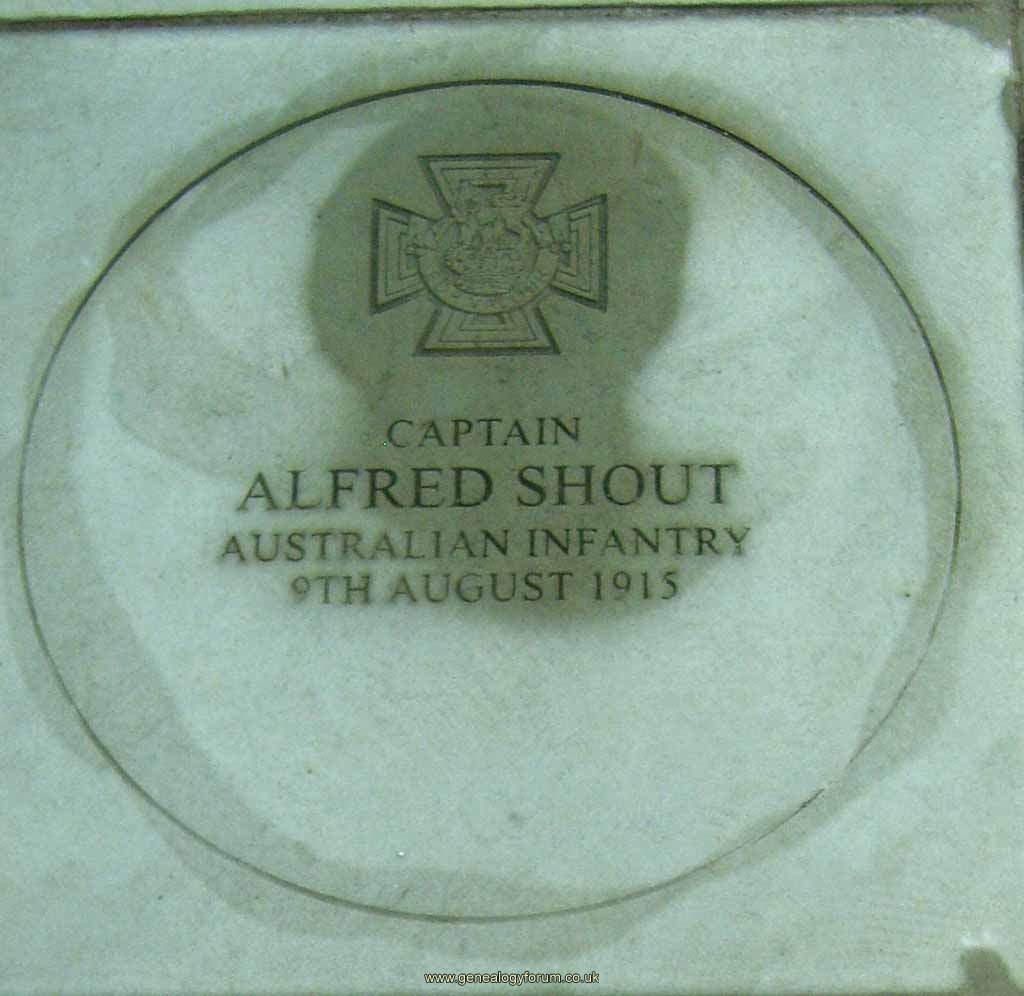 CAPTAIN
ALFRED SHOUT
AUSTRALIAN INFANTRY
9TH AUGUST 1915
www.genealogyforum.co.uk